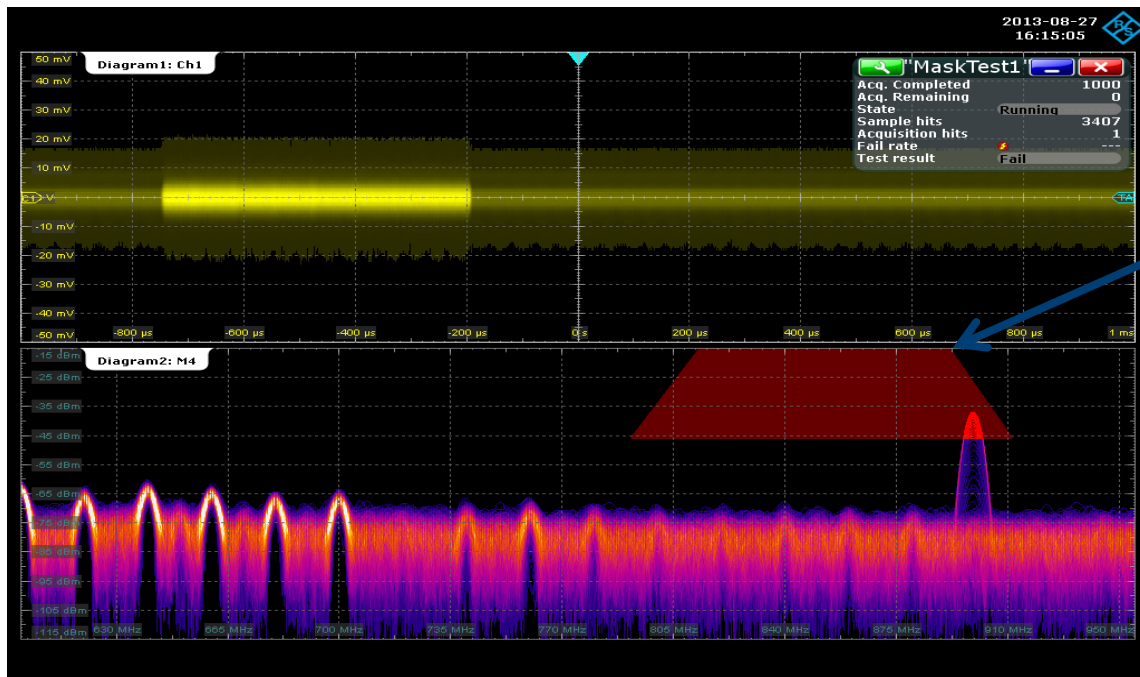 2013-08-27
16:15:05
R&S
Diagram1: Ch1
50 mV
40 mV
30 mV
20 mV
10 mV
-10 mV
-20 mV
-30 mV
-40 mV
-50 mV
-800 µs
-600 µs
-400 µs
-200 µs
0 s
200 µs
400 µs
600 µs
800 µs
1 ms
TA
"MaskTest1"
Acq. Completed 1000
Acq. Remaining 0
State Running
Sample hits 3407
Acquisition hits 1
Fail rate ---
Test result Fail
Diagram2: M4
-15 dBm
-25 dBm
-35 dBm
-45 dBm
-55 dBm
-65 dBm
-75 dBm
-85 dBm
-95 dBm
-105 dBm
-115 dBm
630 MHz
665 MHz
700 MHz
735 MHz
770 MHz
805 MHz
840 MHz
875 MHz
910 MHz
950 MHz